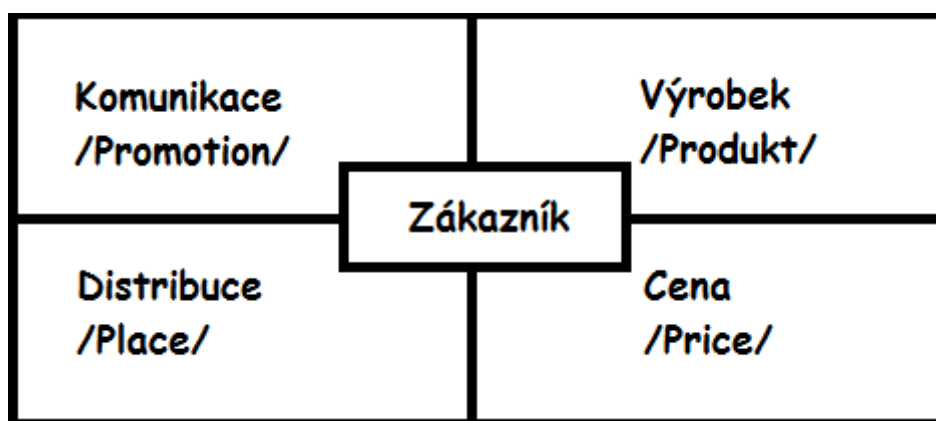 Komunikace
/Promotion/
Výrobek
/Produkt/
Zákazník
Distribuce
/Place/
Cena
/Price/